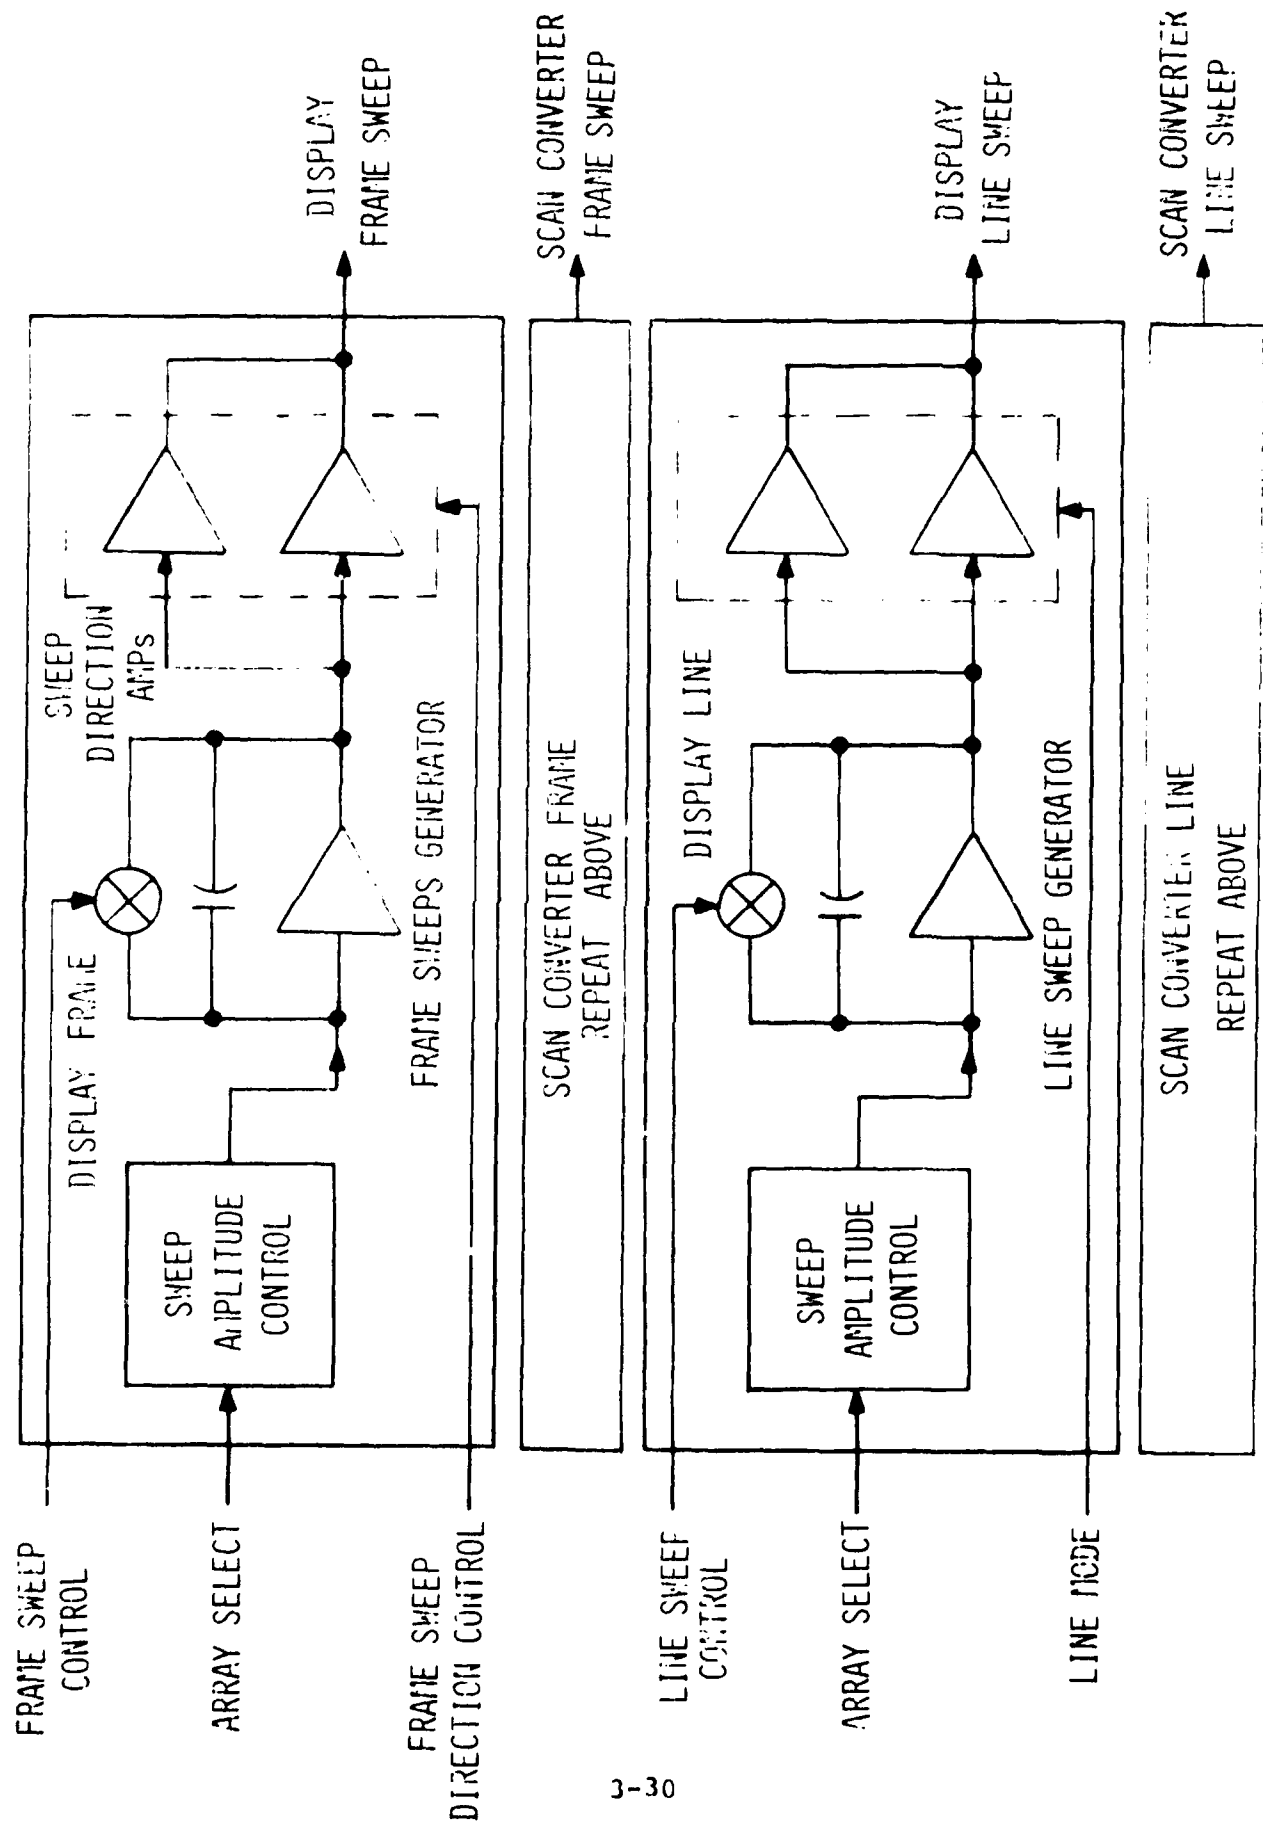 FRAME SWEEP
CONTROL
ARRAY SELECT
FRAME SWEEP
DIRECTION CONTROL
DISPLAY FRAME
SWEEP
AMPLITUDE
CONTROL
FRAME SWEEPS GENERATOR
SWEEP
DIRECTION
AMPs
DISPLAY
FRAME SWEEP
SCAN CONVERTER FRAME
REPEAT ABOVE
SCAN CONVERTER
FRAME SWEEP
LINE SWEEP
CONTROL
ARRAY SELECT
LINE MODE
SWEEP
AMPLITUDE
CONTROL
DISPLAY LINE
LINE SWEEP GENERATOR
DISPLAY
LINE SWEEP
SCAN CONVERTER LINE
REPEAT ABOVE
SCAN CONVERTER
LINE SWEEP
3-30